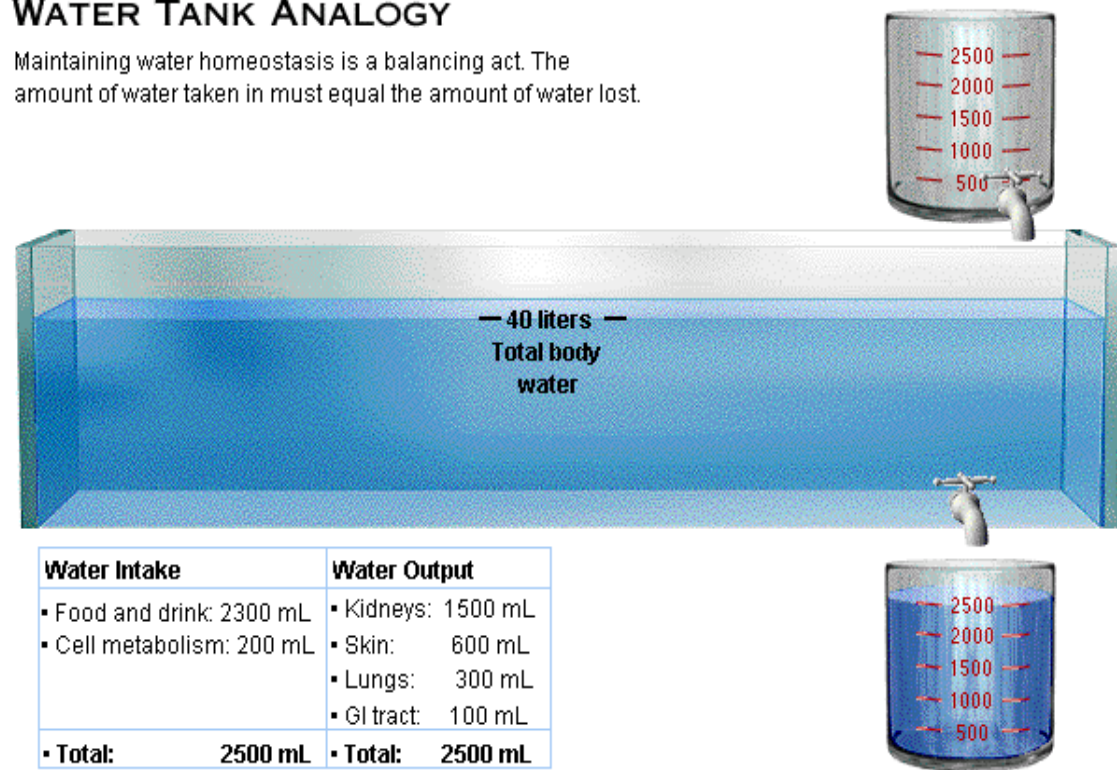 WATER TANK ANALOGY
Maintaining water homeostasis is a balancing act. The
amount of water taken in must equal the amount of water lost.
2500
2000
1500
1000
500
40 liters
Total body
water
Water Intake
▪ Food and drink: 2300 mL
▪ Cell metabolism: 200 mL
▪ Total: 2500 mL
Water Output
▪ Kidneys: 1500 mL
▪ Skin: 600 mL
▪ Lungs: 300 mL
▪ GI tract: 100 mL
▪ Total: 2500 mL
2500
2000
1500
1000
500